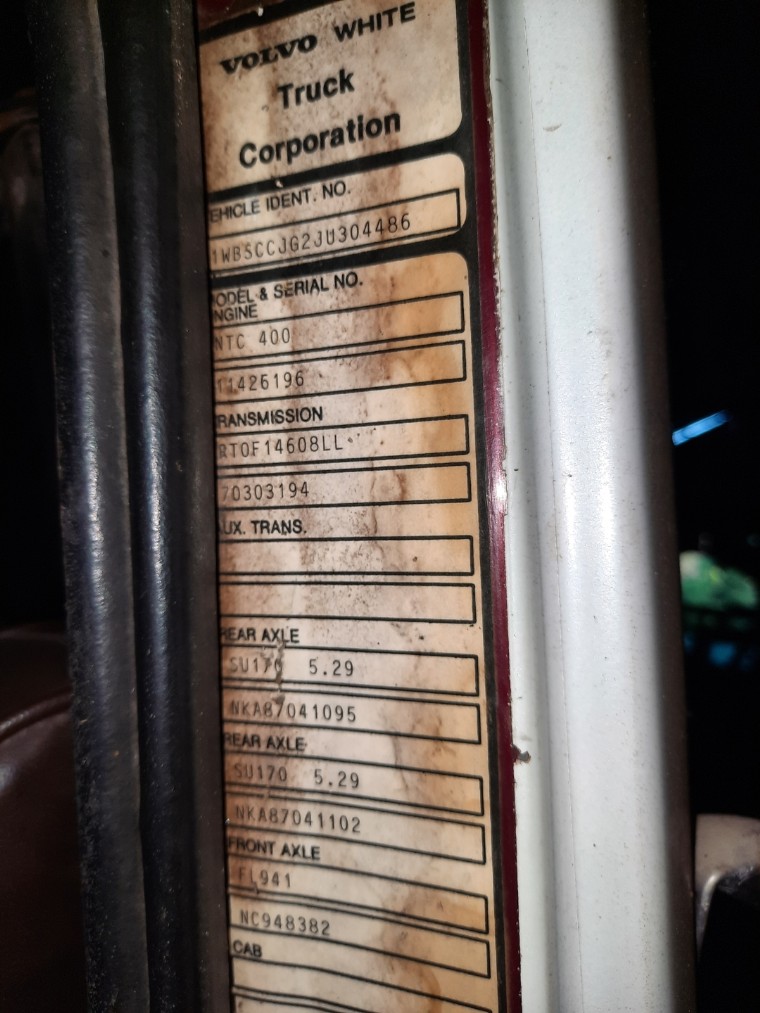 VOLVO WHITE
Truck
Corporation
EHICLE IDENT. NO.
1WBSCCJG2JU304486
ODEL & SERIAL NO.
NGINE
NTC 400
11426196
RANSMISSION
RTOF14608LL
70303194
UX. TRANS.
REAR AXLE
SU170 5.29
NKA87041095
REAR AXLE
SU170 5.29
NKA87041102
FRONT AXLE
FL941
NC948382
CAB